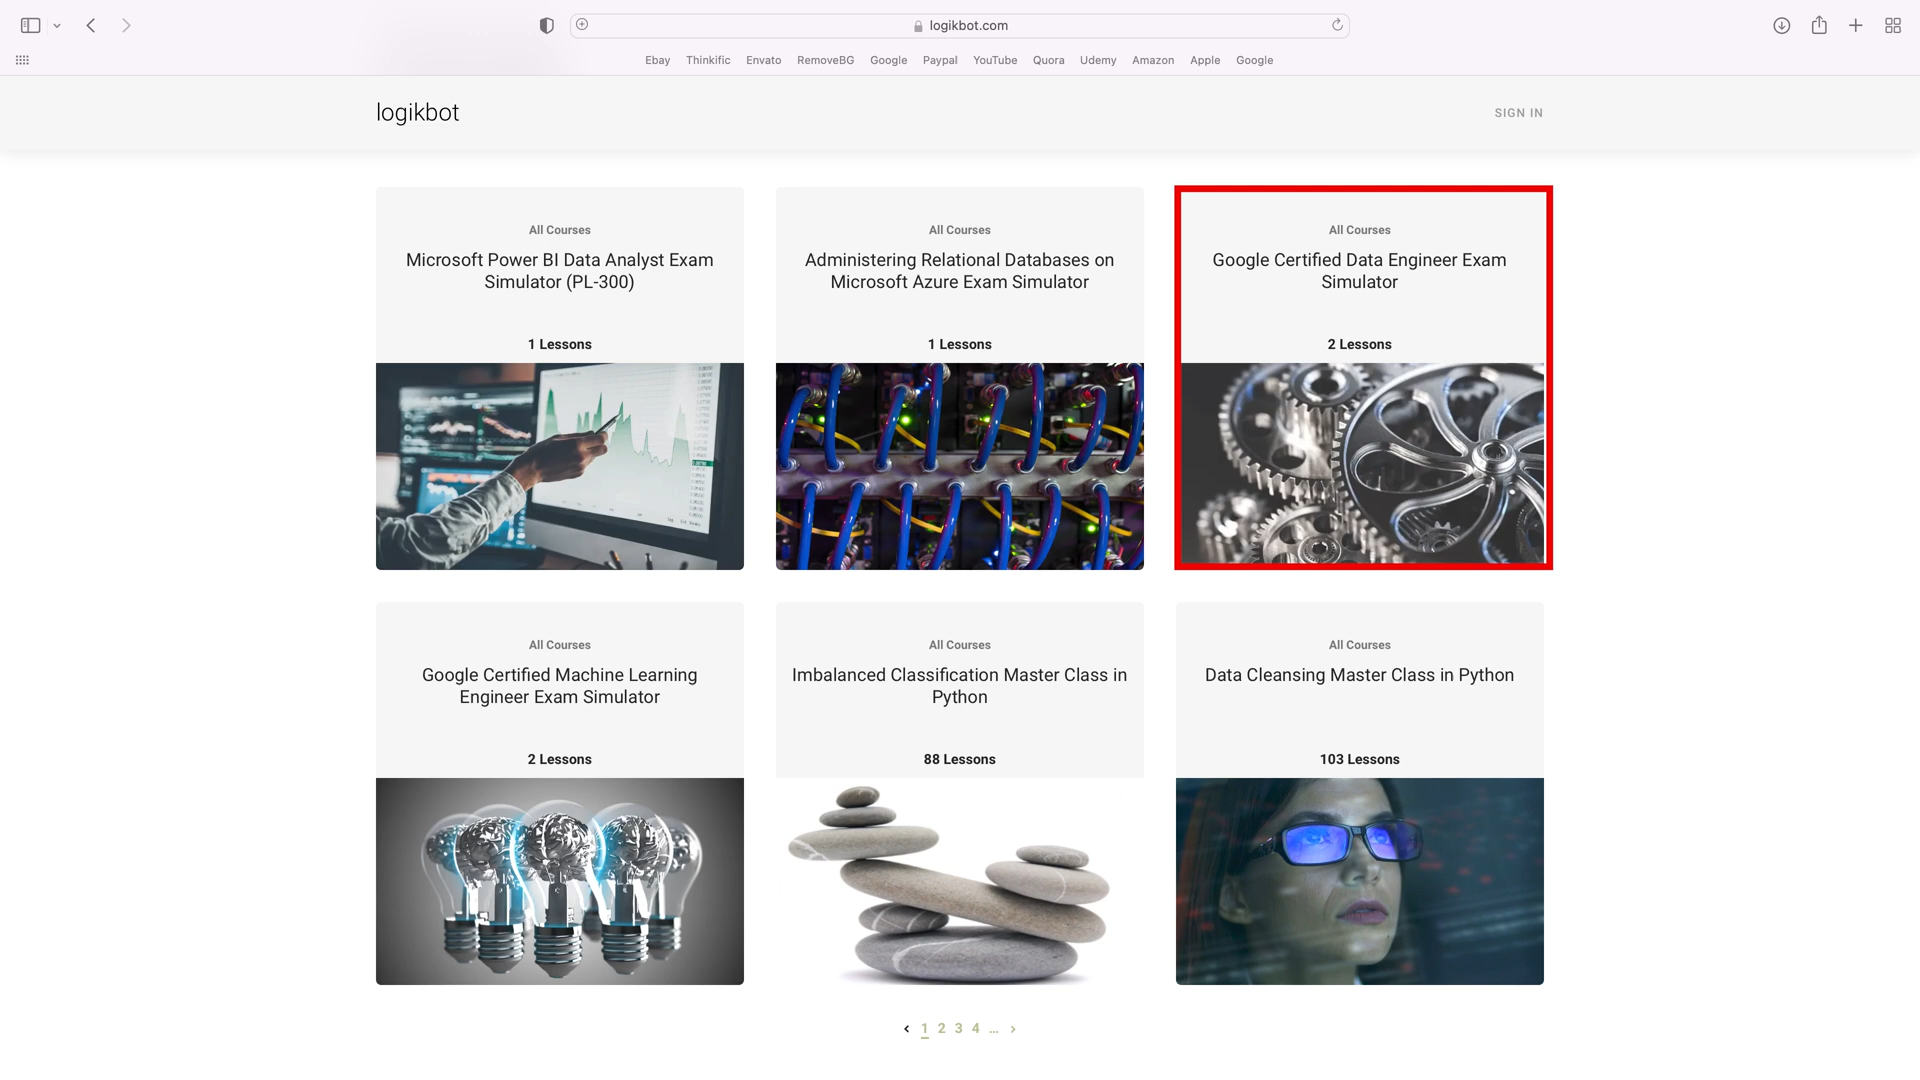 logikbot.com
Ebay Thinkific Envato RemoveBG Google Paypal YouTube Quora Udemy Amazon Apple Google
logikbot
SIGN IN
All Courses
Microsoft Power BI Data Analyst Exam
Simulator (PL-300)
1 Lessons
All Courses
Administering Relational Databases on
Microsoft Azure Exam Simulator
1 Lessons
All Courses
Google Certified Data Engineer Exam
Simulator
2 Lessons
All Courses
Google Certified Machine Learning
Engineer Exam Simulator
2 Lessons
All Courses
Imbalanced Classification Master Class in
Python
88 Lessons
All Courses
Data Cleansing Master Class in Python
103 Lessons
‹ 1 2 3 4 ... ›